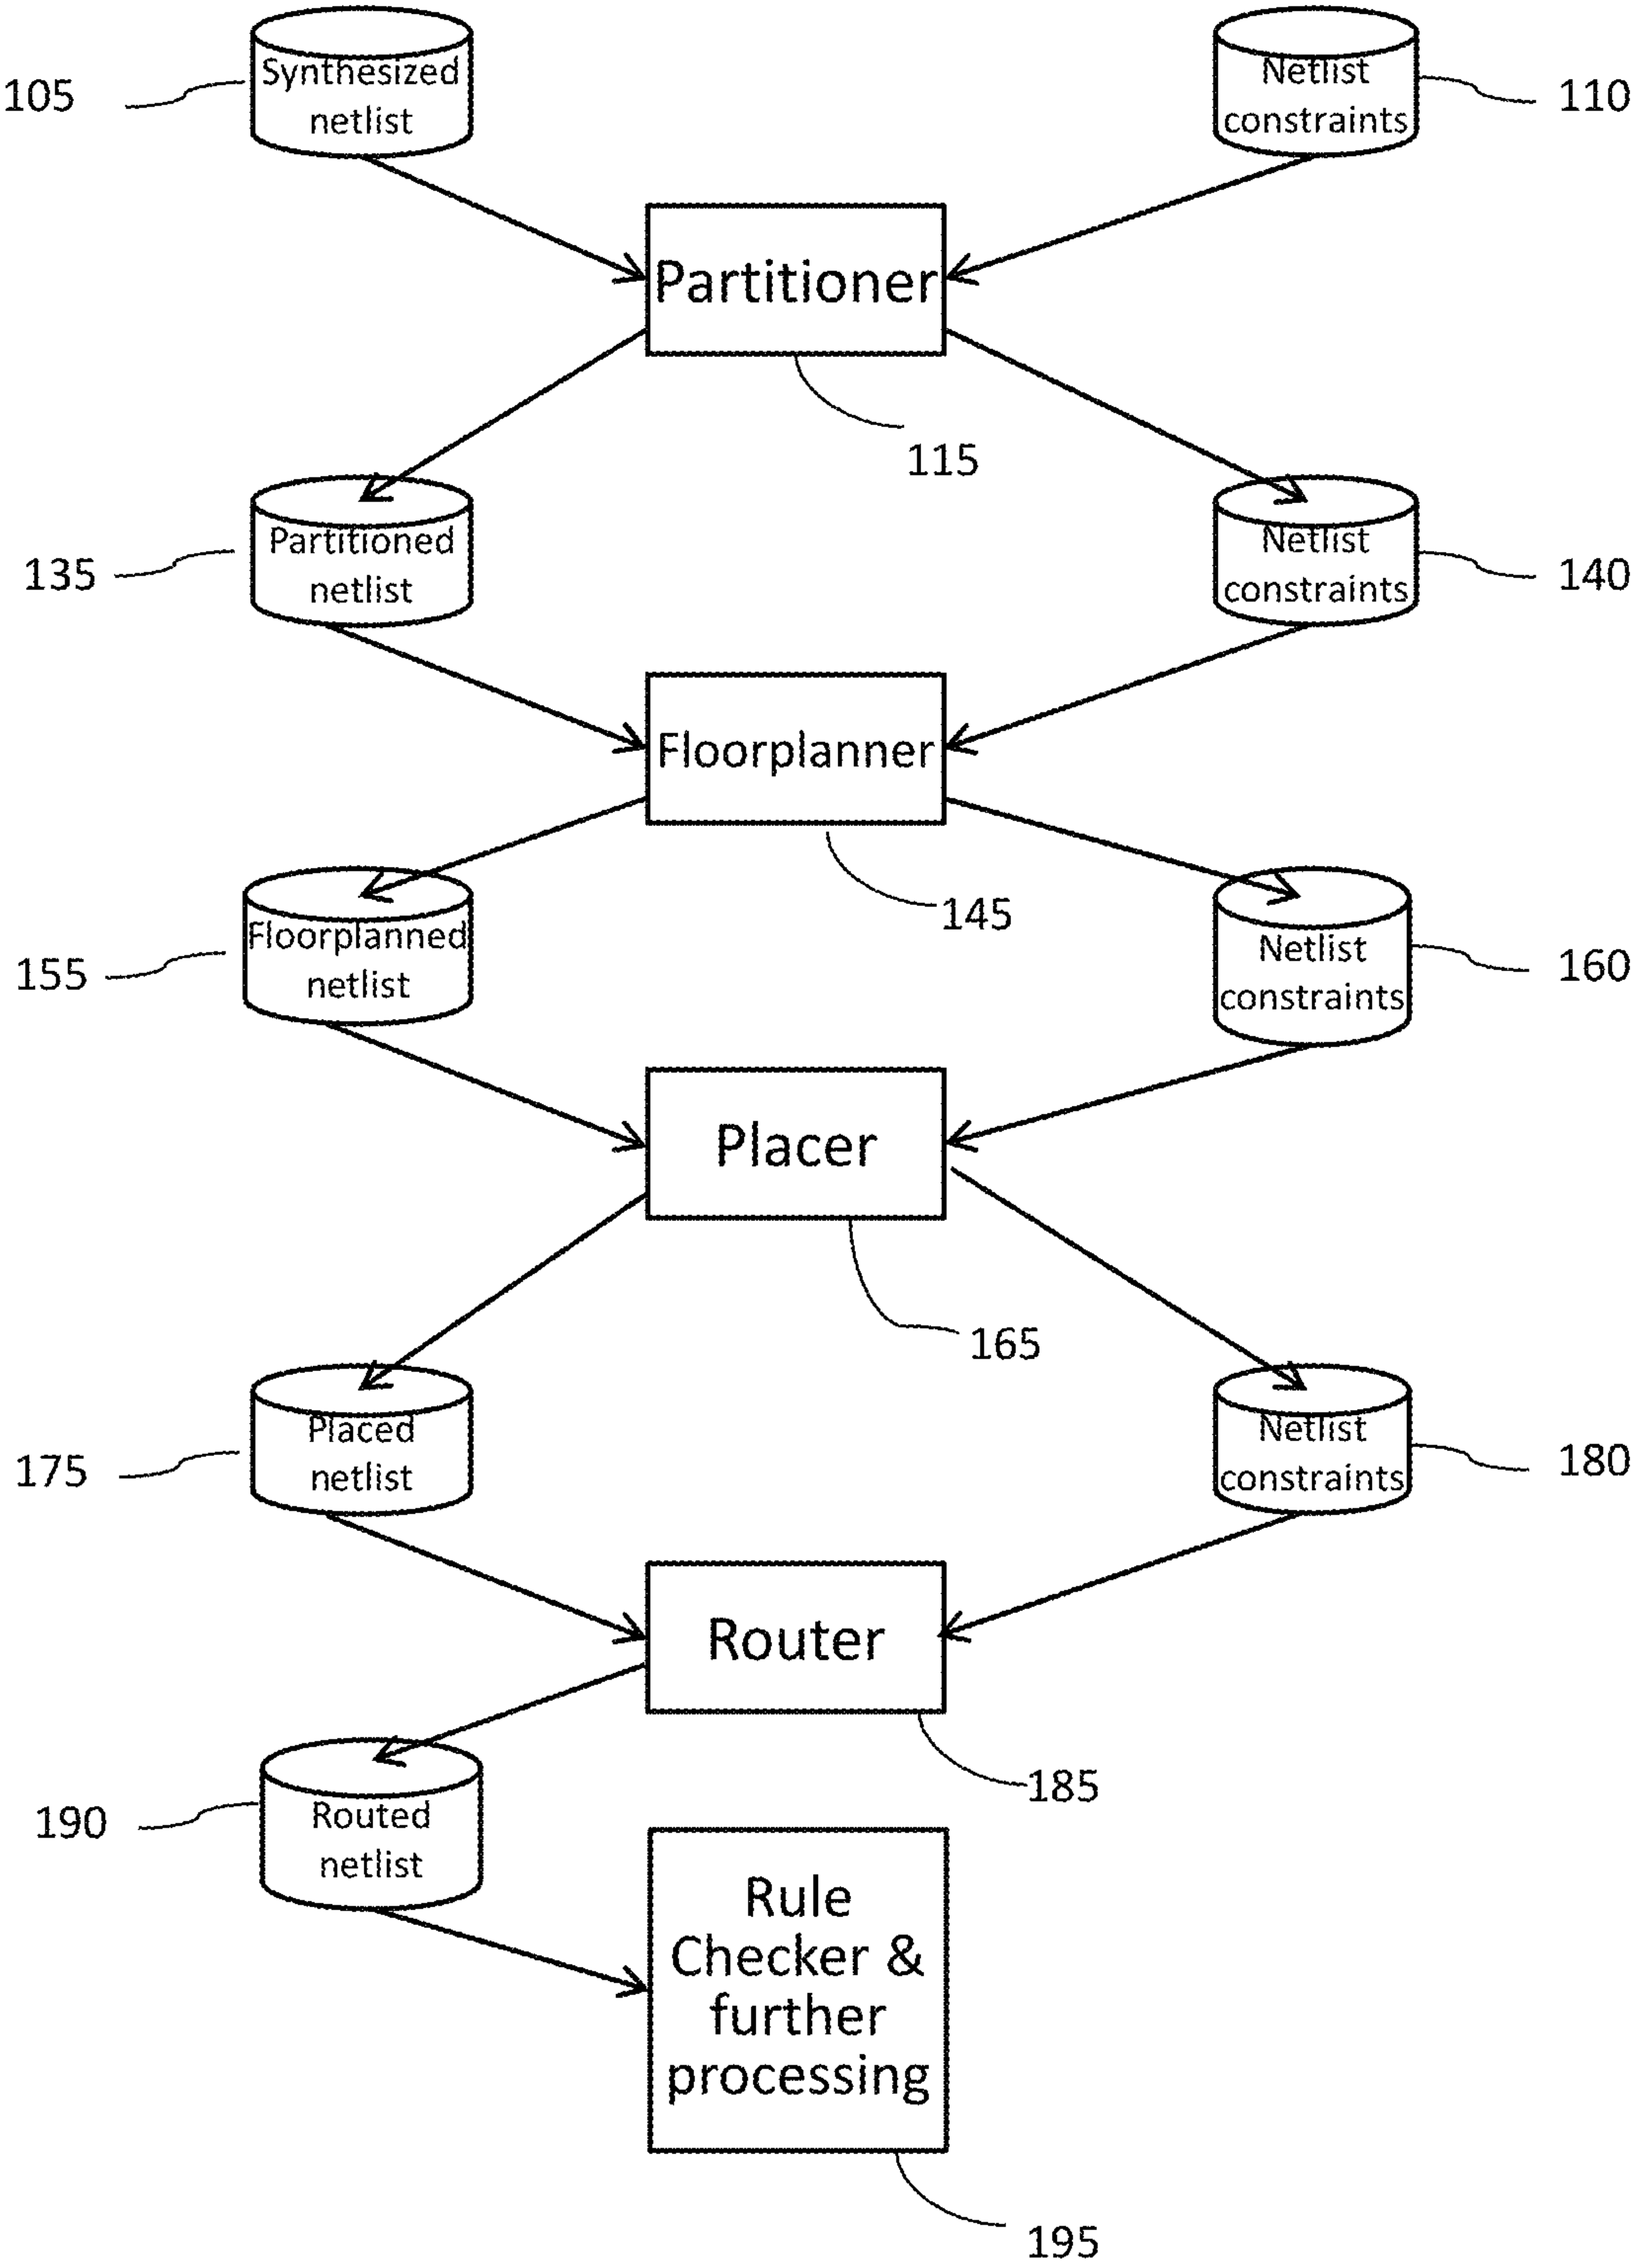 105
Synthesized
netlist
Netlist
constraints
110
Partitioner
115
135
Partitioned
netlist
Netlist
constraints
140
Floorplanner
145
155
Floorplanned
netlist
Netlist
constraints
160
Placer
165
175
Placed
netlist
Netlist
constraints
180
Router
185
190
Routed
netlist
Rule
Checker &
further
processing
195